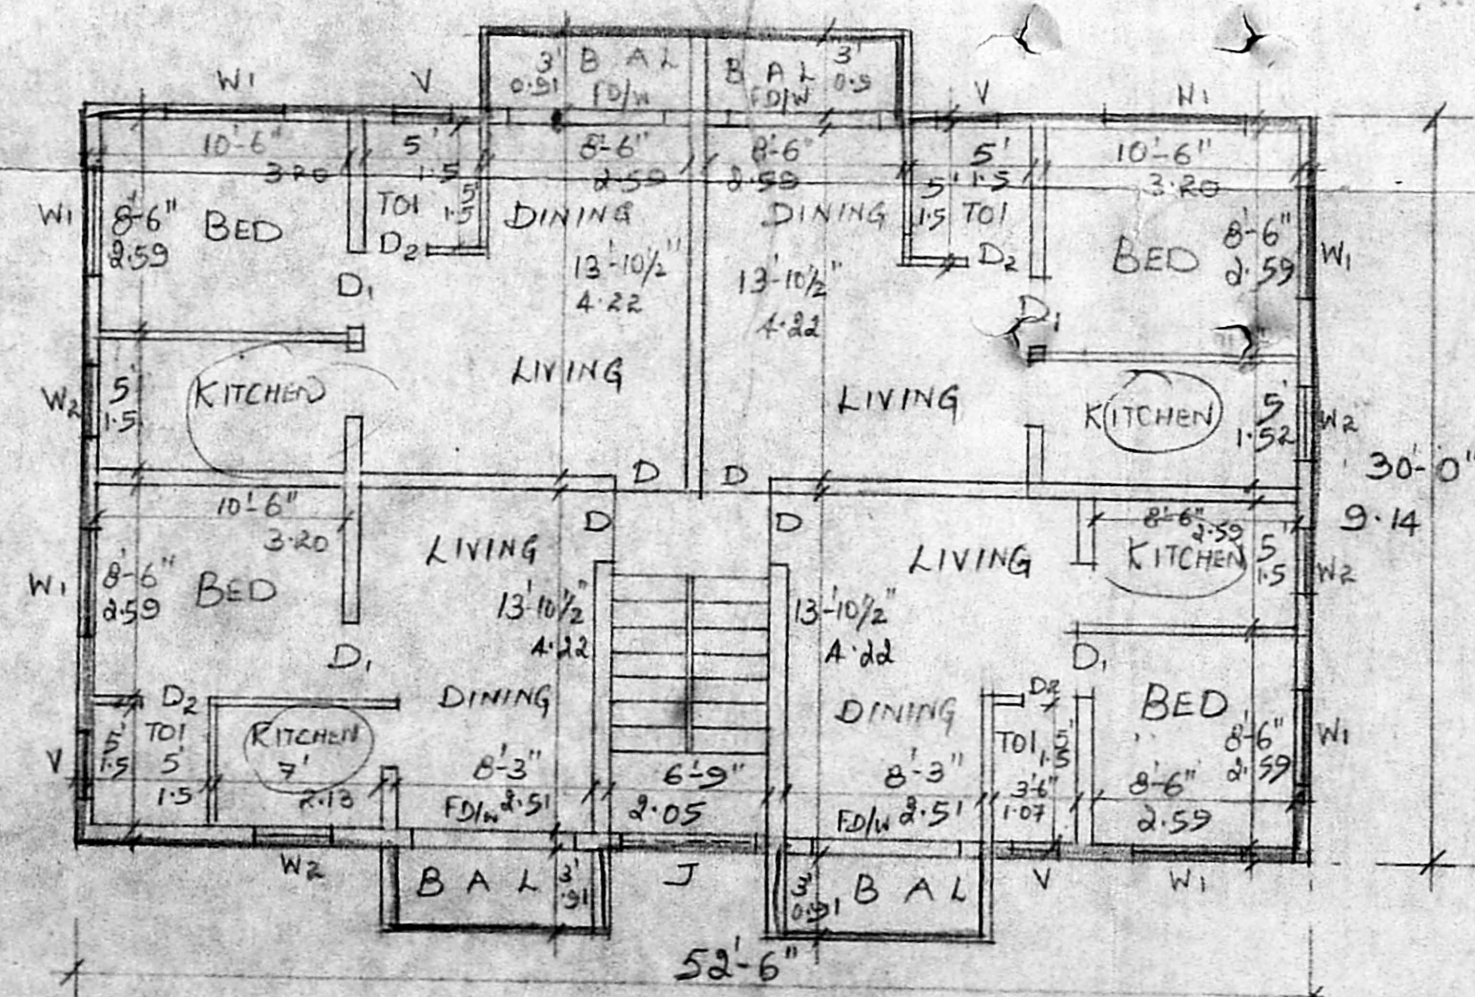 W1 V
3' B A L B A L 3'
0.91 FD/W FD/W 0.9
V W1
10'-6" 5' 8'-6" 8'-6" 5' 10'-6"
3.20 1.5 2.59 2.59 1.5 3.20
W1 8'-6" BED TOI 5' DINING DINING 5' TOI BED 8'-6" W1
2.59 1.5 1.5 2.59
D2 D2
D1 13'-10½" 13'-10½" D1
4.22 4.22
W2 5' KITCHEN LIVING LIVING KITCHEN 5' W2
1.5 1.52
30'-0"
9.14
D D
10'-6" D D 8'-6"
3.20 2.59
LIVING LIVING KITCHEN 5' W2
1.5
W1 8'-6" BED 13'-10½" 13'-10½"
2.59 4.22 4.22
D1 D1
D2 DINING DINING D2 BED
V 5' TOI KITCHEN TOI 5' 8'-6" W1
1.5 1.5 2.59
5' 7' 8'-3" 6'-9" 8'-3" 3'-6" 8'-6"
1.5 2.13 2.51 2.05 2.51 1.07 2.59
FD/W FD/W
W2 B A L 3' J 3' B A L V W1
.91 0.91
52'-6"